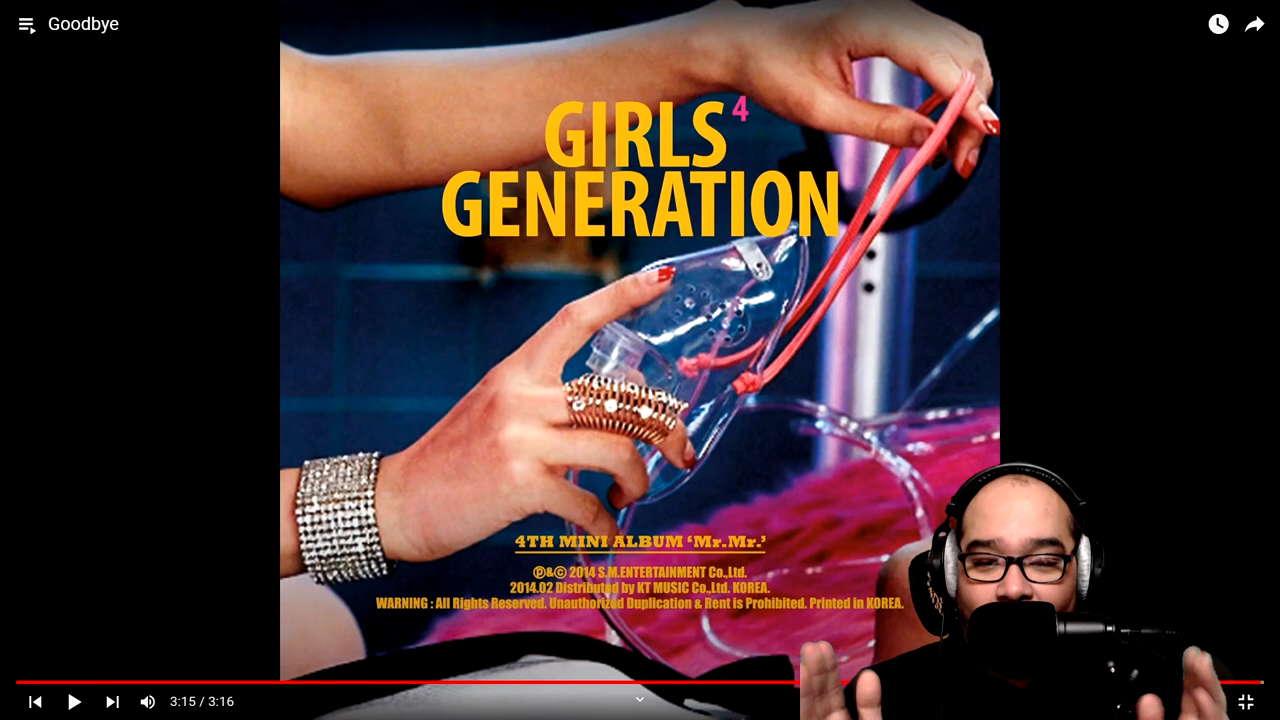 Goodbye
GIRLS 4
GENERATION
4TH MINI ALBUM ‘Mr.Mr.’
℗&© 2014 S.M.ENTERTAINMENT Co.,Ltd.
2014.02 Distributed by KT MUSIC Co.,Ltd. KOREA.
WARNING : All Rights Reserved. Unauthorized Duplication & Rent is Prohibited. Printed in KOREA.
3:15 / 3:16